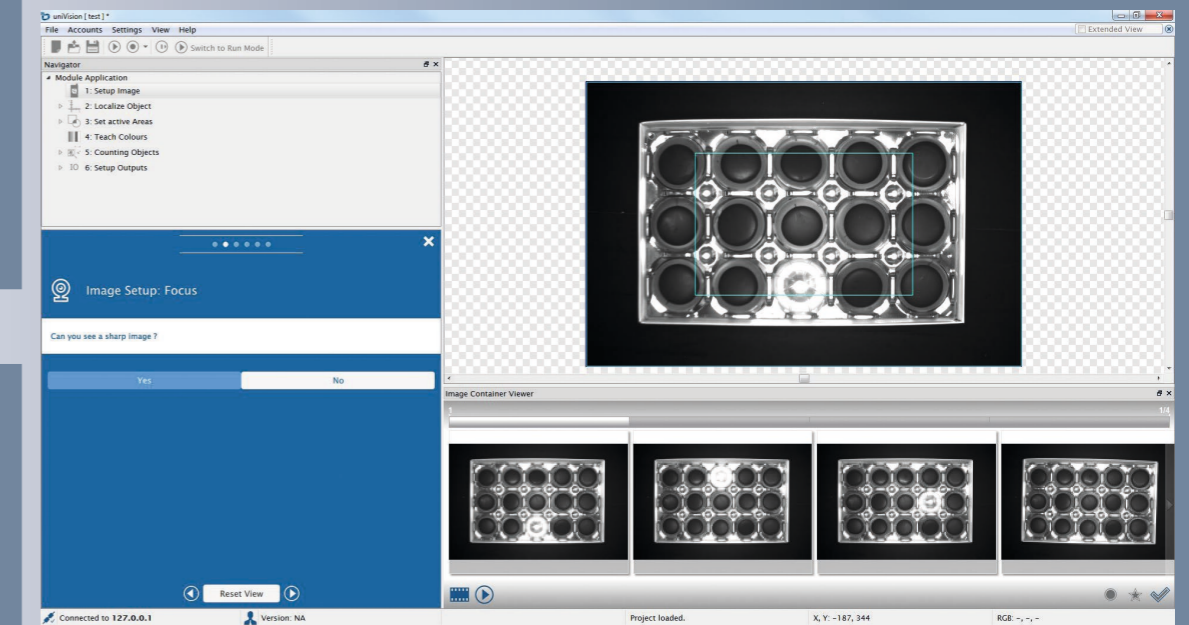 uniVision [ test ] *
File Accounts Settings View Help
Extended View
Switch to Run Mode
Navigator
Module Application
1: Setup Image
2: Localize Object
3: Set active Areas
4: Teach Colours
5: Counting Objects
IO 6: Setup Outputs
Image Setup: Focus
Can you see a sharp image ?
Yes No
Reset View
Image Container Viewer
1 1/4
Connected to 127.0.0.1 Version: NA Project loaded. X, Y: -187, 344 RGB: -, -, -